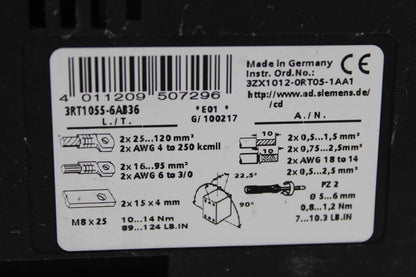 Made in Germany
Instr. Ord.No.:
3ZX1012-0RT05-1AA1
http://www.ad.siemens.de/
/cd
4 011209 507296
3RT1055-6AB36
*E01*
G/100217
L./T.
A./N.
2x 25...120 mm²
2x AWG 4 to 250 kcmil
2x 16...95 mm²
2x AWG 6 to 3/0
2x 15 x 4 mm
M8 x 25
10...14 Nm
89...124 LB.IN
22,5°
90°
10
10
2x 0,5...1,5 mm²
2x 0,75...2,5mm²
2xAWG 18 to 14
2x 0,5...2,5 mm²
PZ 2
Ø 5...6 mm
0,8...1,2 Nm
7...10.3 LB.IN